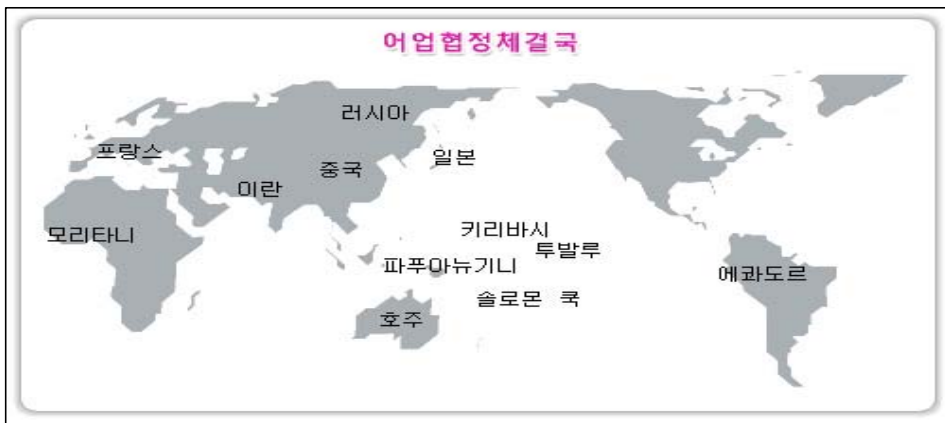 어업협정체결국
러시아
포랑스
중국
일본
이란
모리타니
키리바시
투발루
파푸아뉴기니
에콰도르
솔로몬 쿡
호주